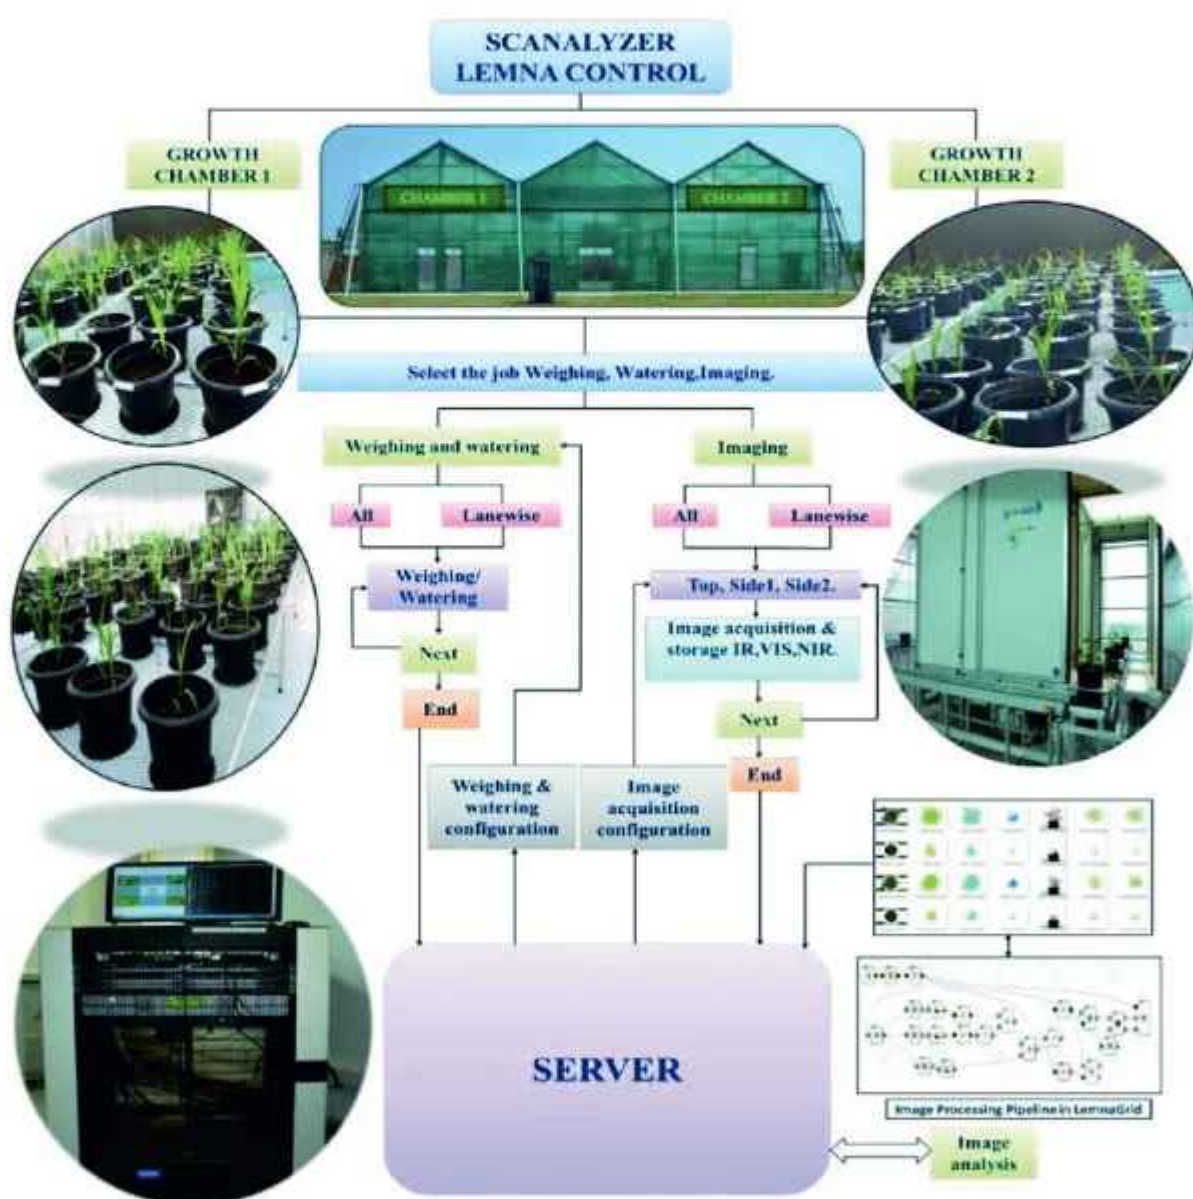 SCANALYZER
LEMNA CONTROL
GROWTH
CHAMBER 1
GROWTH
CHAMBER 2
CHAMBER 1
CHAMBER 2
Select the job Weighing, Watering,Imaging.
Weighing and watering
Imaging
All
Lanewise
All
Lanewise
Weighing/
Watering
Top, Side1, Side2.
Image acquisition &
storage IR,VIS,NIR.
Next
Next
End
End
Weighing &
watering
configuration
Image
acquisition
configuration
SERVER
Image Processing Pipeline in LemnaGrid
Image
analysis